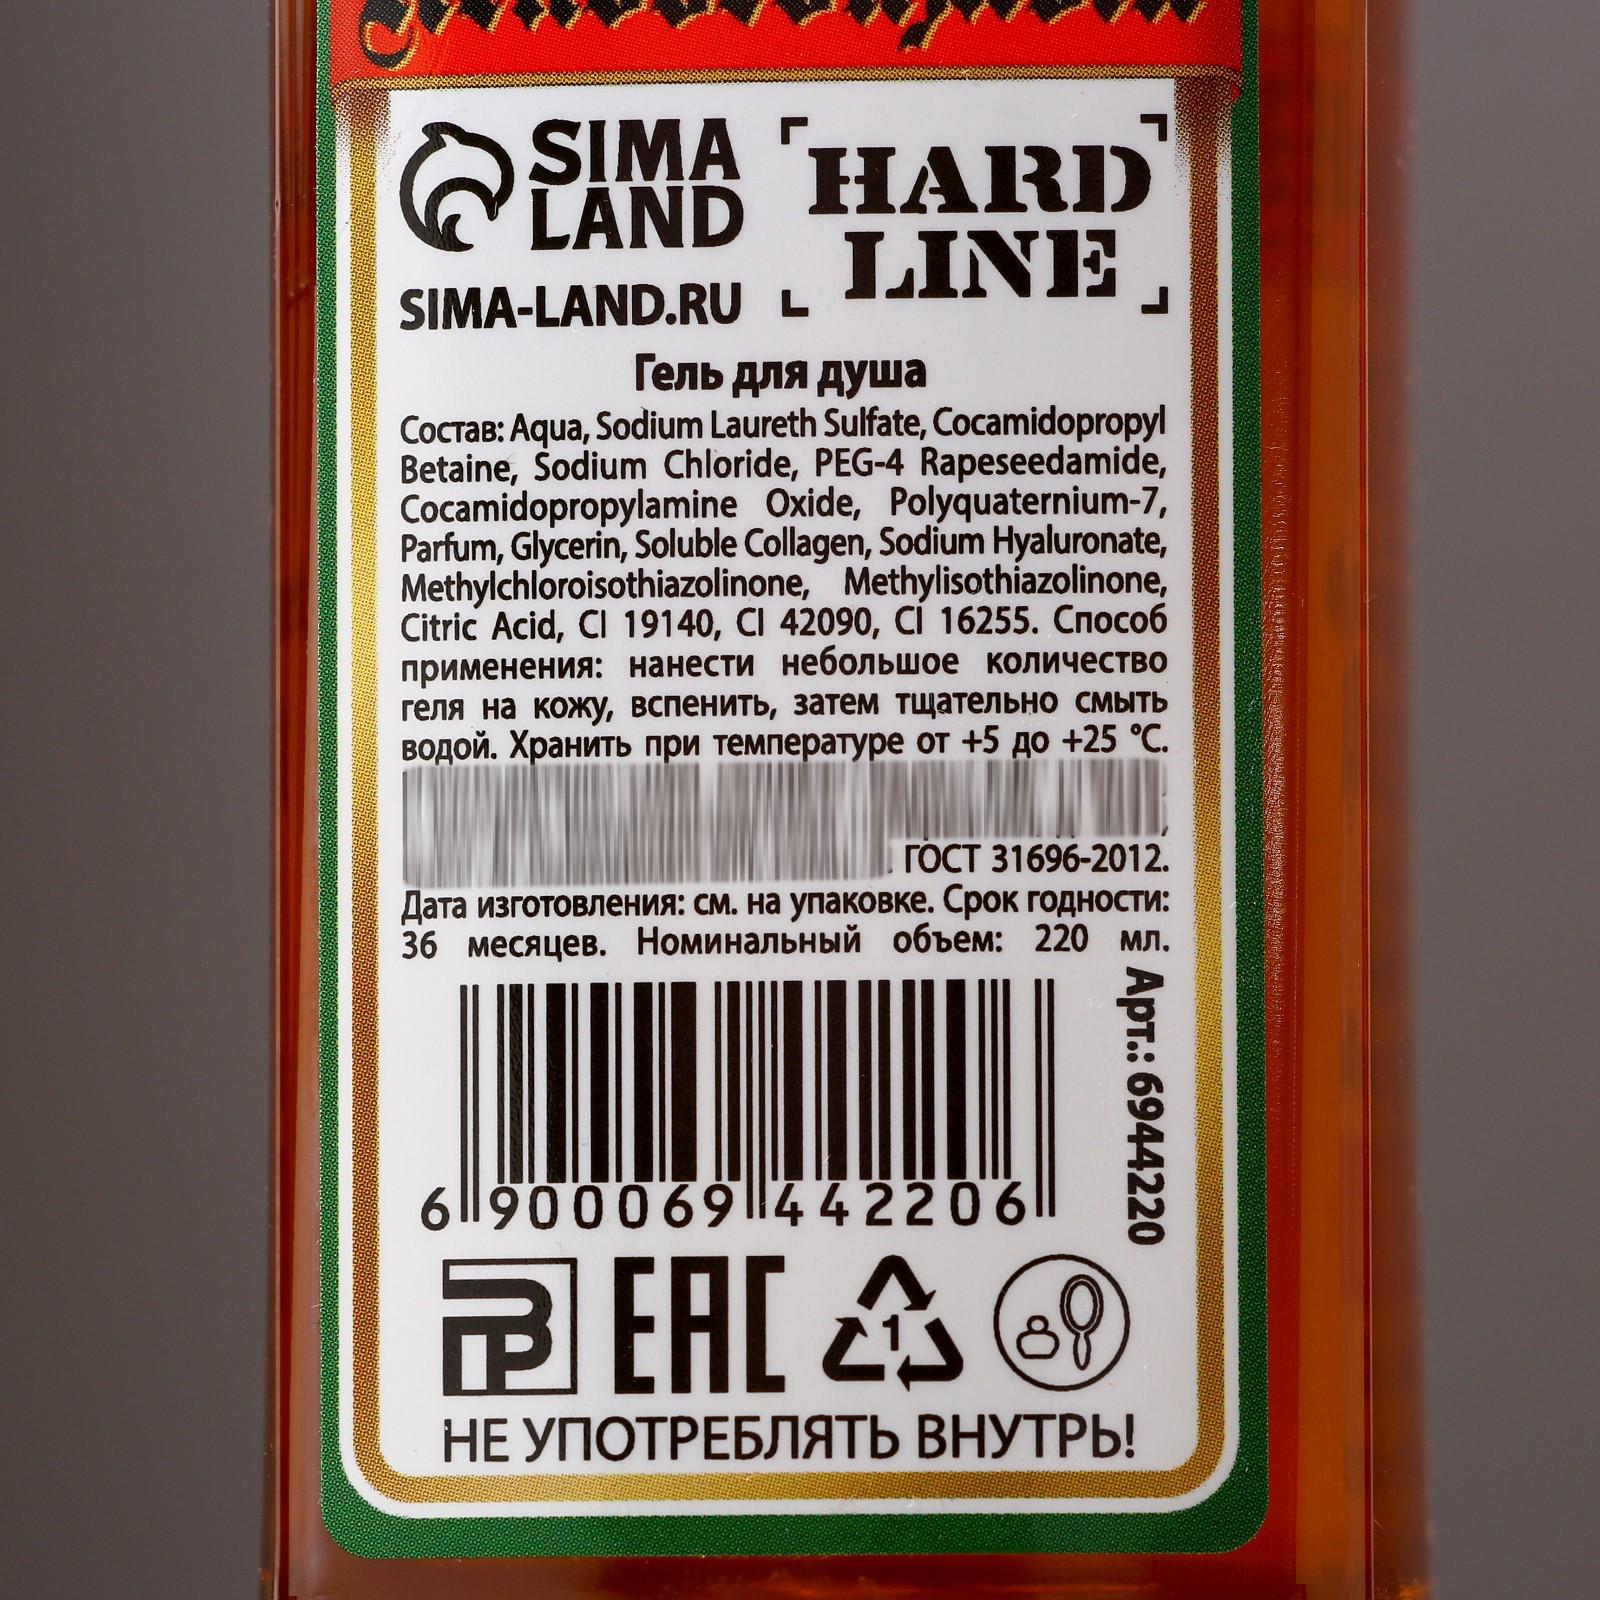 SIMA
LAND
SIMA-LAND.RU
HARD
LINE
Гель для душа
Состав: Aqua, Sodium Laureth Sulfate, Cocamidopropyl
Betaine, Sodium Chloride, PEG-4 Rapeseedamide,
Cocamidopropylamine Oxide, Polyquaternium-7,
Parfum, Glycerin, Soluble Collagen, Sodium Hyaluronate,
Methylchloroisothiazolinone, Methylisothiazolinone,
Citric Acid, CI 19140, CI 42090, CI 16255. Способ
применения: нанести небольшое количество
геля на кожу, вспенить, затем тщательно смыть
водой. Хранить при температуре от +5 до +25 °C.
ГОСТ 31696-2012.
Дата изготовления: см. на упаковке. Срок годности:
36 месяцев. Номинальный объем: 220 мл.
Арт.: 6944220
6 900069 442206
EAC
1
НЕ УПОТРЕБЛЯТЬ ВНУТРЬ!